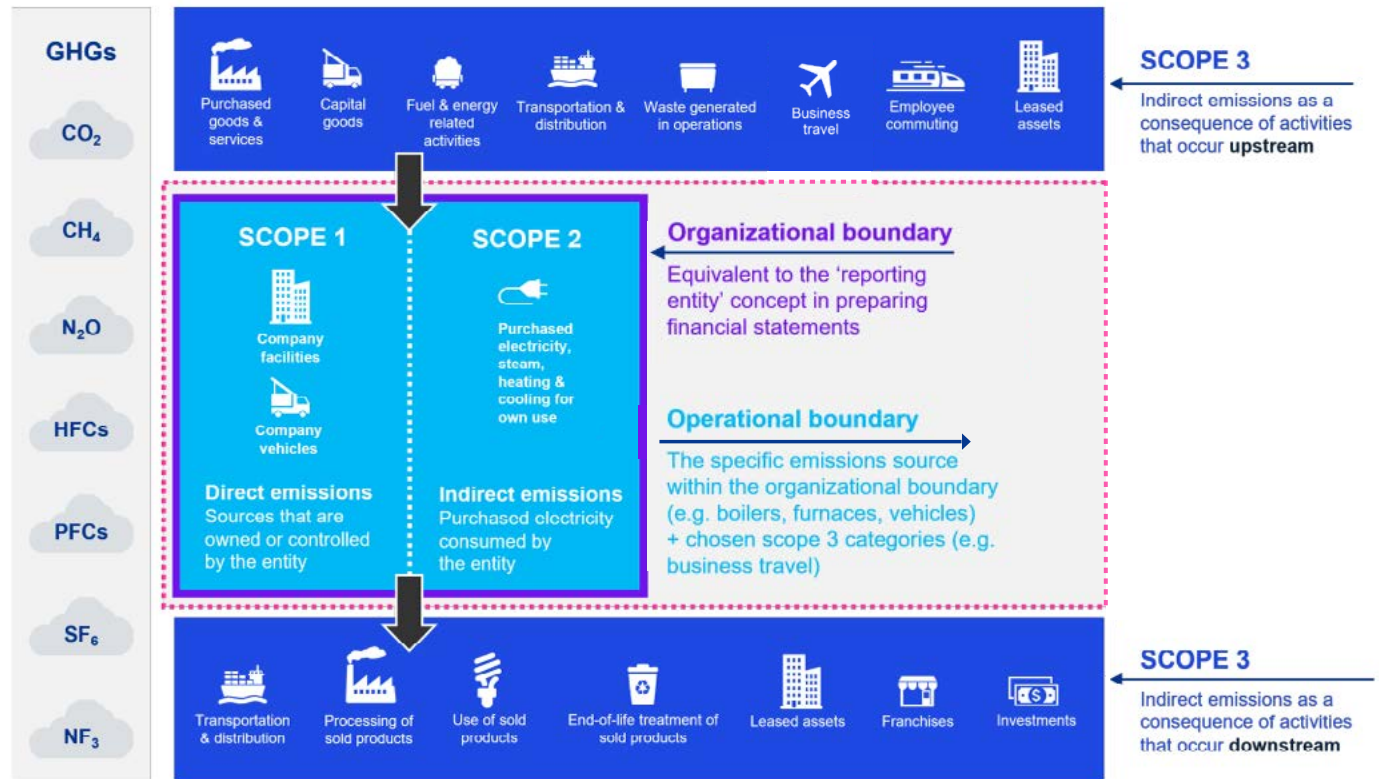 GHGs
CO₂
CH₄
N₂O
HFCs
PFCs
SF₆
NF₃
Purchased
goods &
services
Capital
goods
Fuel & energy
related
activities
Transportation &
distribution
Waste generated
in operations
Business
travel
Employee
commuting
Leased
assets
SCOPE 3
Indirect emissions as a
consequence of activities
that occur upstream
SCOPE 1
Company
facilities
Company
vehicles
Direct emissions
Sources that are
owned or controlled
by the entity
SCOPE 2
Purchased
electricity,
steam,
heating &
cooling for
own use
Indirect emissions
Purchased electricity
consumed by
the entity
Organizational boundary
Equivalent to the ‘reporting
entity’ concept in preparing
financial statements
Operational boundary
The specific emissions source
within the organizational boundary
(e.g. boilers, furnaces, vehicles)
+ chosen scope 3 categories (e.g.
business travel)
Transportation
& distribution
Processing of
sold products
Use of sold
products
End-of-life treatment of
sold products
Leased assets
Franchises
$
Investments
SCOPE 3
Indirect emissions as a
consequence of activities
that occur downstream